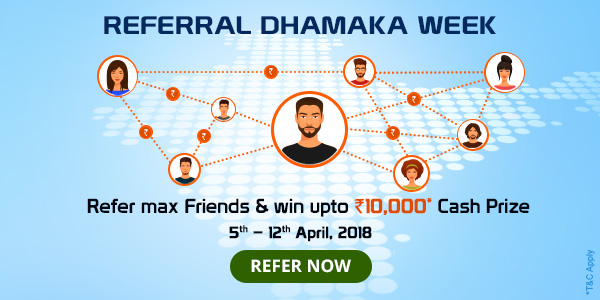 REFERRAL DHAMAKA WEEK
₹ ₹ ₹ ₹ ₹ ₹
Refer max Friends & win upto ₹10,000* Cash Prize
5th – 12th April, 2018
REFER NOW
*T&C Apply